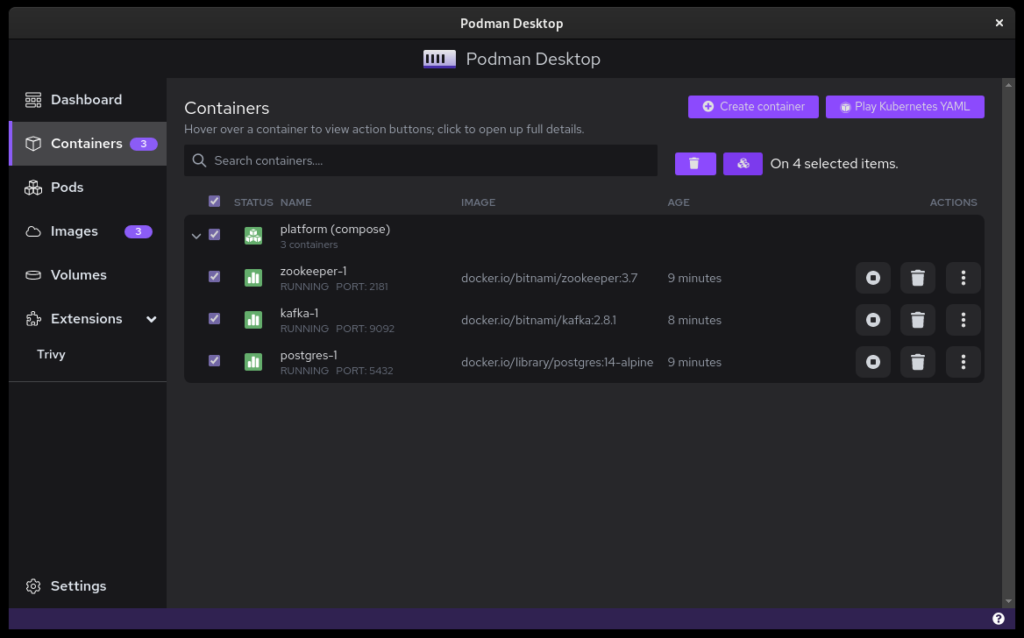 Podman Desktop
Podman Desktop
Dashboard
Containers 3
Pods
Images 3
Volumes
Extensions
Trivy
Settings
Containers
Create container
Play Kubernetes YAML
Hover over a container to view action buttons; click to open up full details.
Search containers....
On 4 selected items.
STATUS NAME IMAGE AGE ACTIONS
platform (compose)
3 containers
zookeeper-1
RUNNING PORT: 2181
docker.io/bitnami/zookeeper:3.7
9 minutes
kafka-1
RUNNING PORT: 9092
docker.io/bitnami/kafka:2.8.1
8 minutes
postgres-1
RUNNING PORT: 5432
docker.io/library/postgres:14-alpine
9 minutes